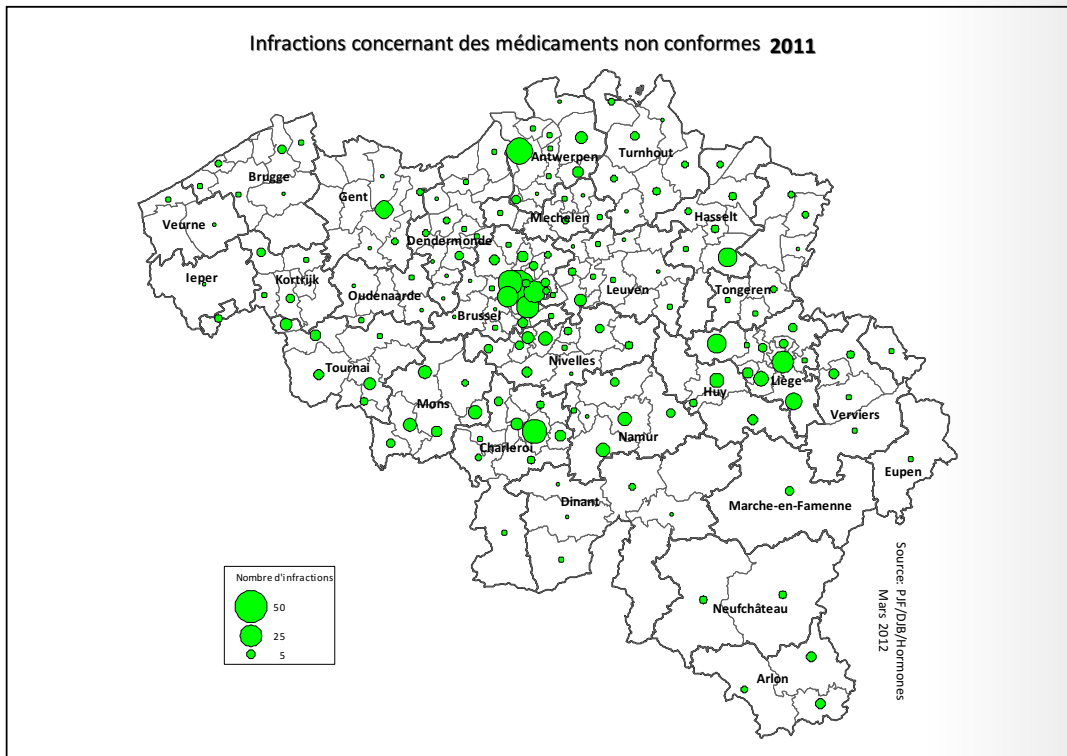 Infractions concernant des médicaments non conformes 2011
Antwerpen
Turnhout
Brugge
Gent
Mechelen
Hasselt
Veurne
Dendermonde
Ieper
Kortrijk
Oudenaarde
Brussel
Leuven
Tongeren
Tournai
Nivelles
Mons
Huy
Liège
Verviers
Charleroi
Namur
Eupen
Dinant
Marche-en-Famenne
Neufchâteau
Arlon
Nombre d'infractions
50
25
5
Source: PJF/DJB/Hormones
Mars 2012